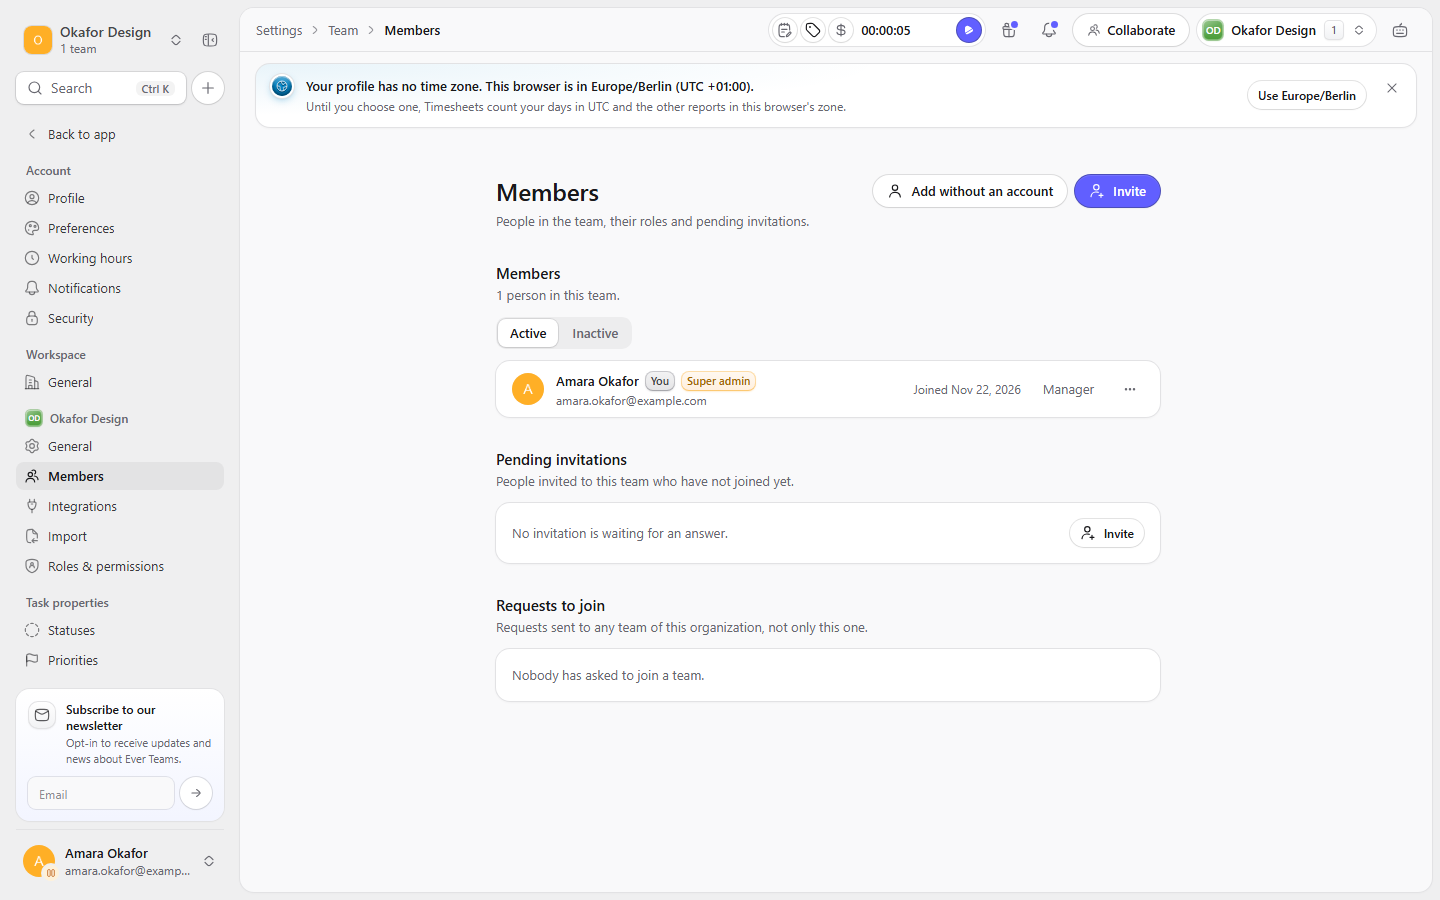 O
Okafor Design
1 team
Search
Ctrl K
Back to app
Account
Profile
Preferences
Working hours
Notifications
Security
Workspace
General
OD
Okafor Design
General
Members
Integrations
Import
Roles & permissions
Task properties
Statuses
Priorities
Subscribe to our
newsletter
Opt-in to receive updates and
news about Ever Teams.
Email
A
Amara Okafor
amara.okafor@examp...
Settings
Team
Members
00:00:05
Collaborate
OD
Okafor Design
1
Your profile has no time zone. This browser is in Europe/Berlin (UTC +01:00).
Until you choose one, Timesheets count your days in UTC and the other reports in this browser's zone.
Use Europe/Berlin
Members
People in the team, their roles and pending invitations.
Add without an account
Invite
Members
1 person in this team.
Active
Inactive
A
Amara Okafor
You
Super admin
amara.okafor@example.com
Joined Nov 22, 2026
Manager
Pending invitations
People invited to this team who have not joined yet.
No invitation is waiting for an answer.
Invite
Requests to join
Requests sent to any team of this organization, not only this one.
Nobody has asked to join a team.